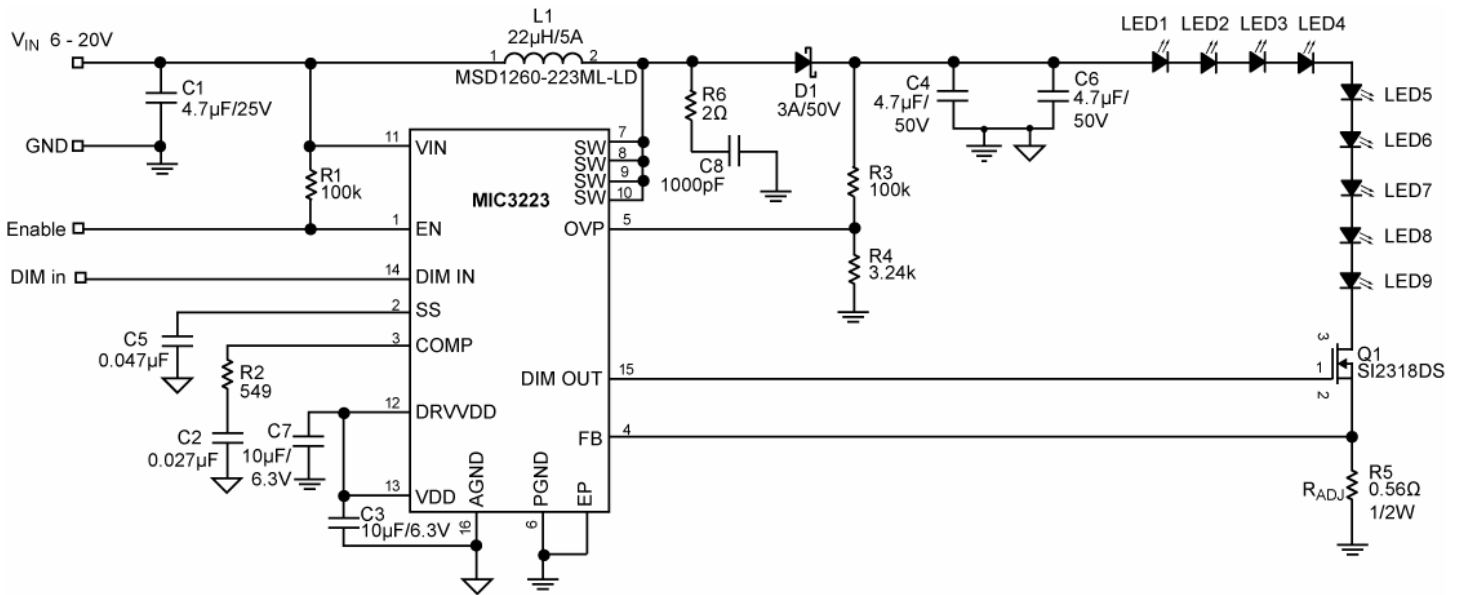 V_IN 6 - 20V
L1
22µH/5A
1
2
MSD1260-223ML-LD
LED1
LED2
LED3
LED4
C1
4.7µF/25V
GND
R6
2Ω
D1
3A/50V
C4
4.7µF/
50V
C6
4.7µF/
50V
LED5
LED6
LED7
LED8
LED9
11
VIN
7
SW
8
SW
9
SW
10
SW
C8
1000pF
R1
100k
MIC3223
R3
100k
Enable
1
EN
OVP
5
R4
3.24k
DIM in
14
DIM IN
2
SS
C5
0.047µF
3
COMP
R2
549
DIM OUT
15
3
1
2
Q1
SI2318DS
12
DRVVDD
C2
0.027µF
C7
10µF/
6.3V
FB
4
13
VDD
AGND
PGND
EP
C3
10µF/6.3V
16
6
R_ADJ
R5
0.56Ω
1/2W